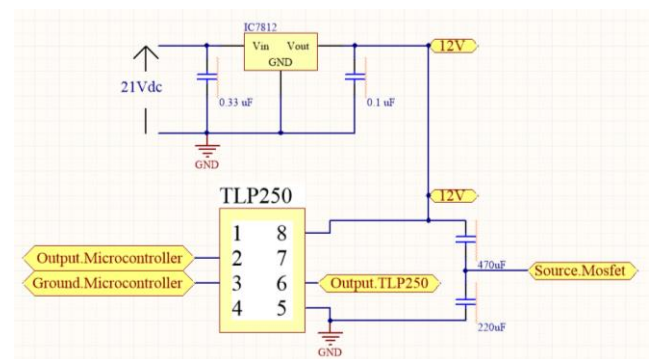 IC7812
Vin Vout
GND
12V
21Vdc
0.33 uF
0.1 uF
GND
TLP250
12V
1 8
2 7
3 6
4 5
Output.Microcontroller
Ground.Microcontroller
Output.TLP250
470uF
Source.Mosfet
220uF
GND